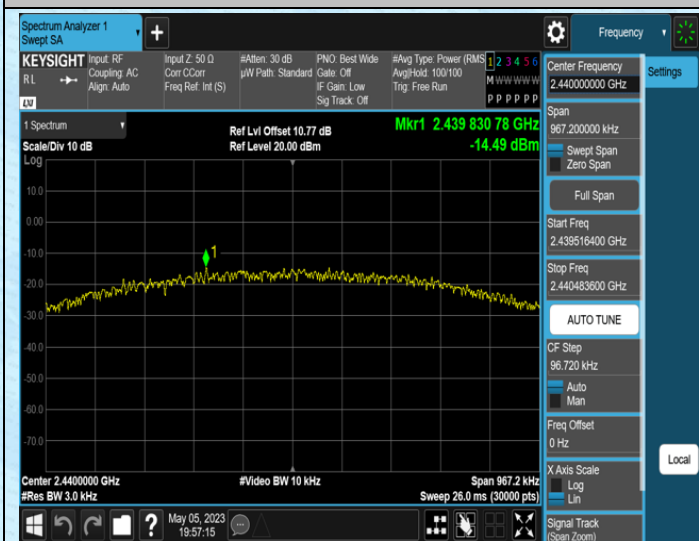 Spectrum Analyzer 1
Swept SA
+
Frequency
KEYSIGHT
RL
LXI
Input: RF
Coupling: AC
Align: Auto
Input Z: 50 Ω
Corr CCorr
Freq Ref: Int (S)
#Atten: 30 dB
µW Path: Standard
PNO: Best Wide
Gate: Off
IF Gain: Low
Sig Track: Off
#Avg Type: Power (RMS
Avg|Hold: 100/100
Trig: Free Run
1 2 3 4 5 6
M W W W W W
P P P P P P
1 Spectrum
Scale/Div 10 dB
Log
Ref Lvl Offset 10.77 dB
Ref Level 20.00 dBm
Mkr1 2.439 830 78 GHz
-14.49 dBm
10.0
0.00
-10.0
-20.0
-30.0
-40.0
-50.0
-60.0
-70.0
1
Center 2.4400000 GHz
#Res BW 3.0 kHz
#Video BW 10 kHz
Span 967.2 kHz
Sweep 26.0 ms (30000 pts)
May 05, 2023
19:57:15
?
Center Frequency
2.440000000 GHz
Span
967.200000 kHz
Swept Span
Zero Span
Full Span
Start Freq
2.439516400 GHz
Stop Freq
2.440483600 GHz
AUTO TUNE
CF Step
96.720 kHz
Auto
Man
Freq Offset
0 Hz
X Axis Scale
Log
Lin
Signal Track
(Span Zoom)
Settings
Local